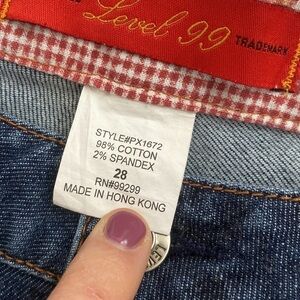 Level 99 TRADEMARK
STYLE#PX1672
98% COTTON
2% SPANDEX
28
RN#99299
MADE IN HONG KONG